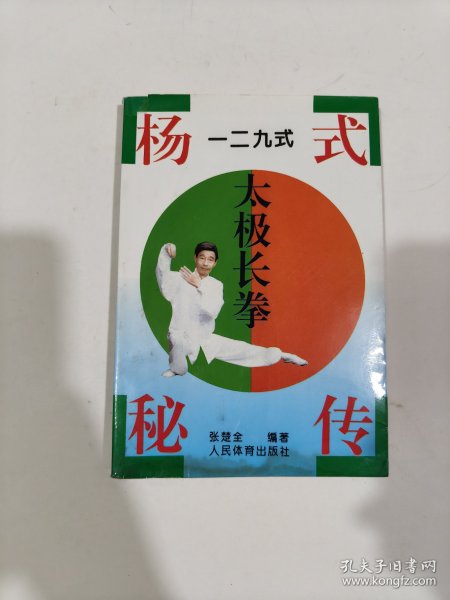 杨 式
一二九式
太极长拳
秘 传
张楚全 编著
人民体育出版社
孔夫子旧书网
www.kongfz.com